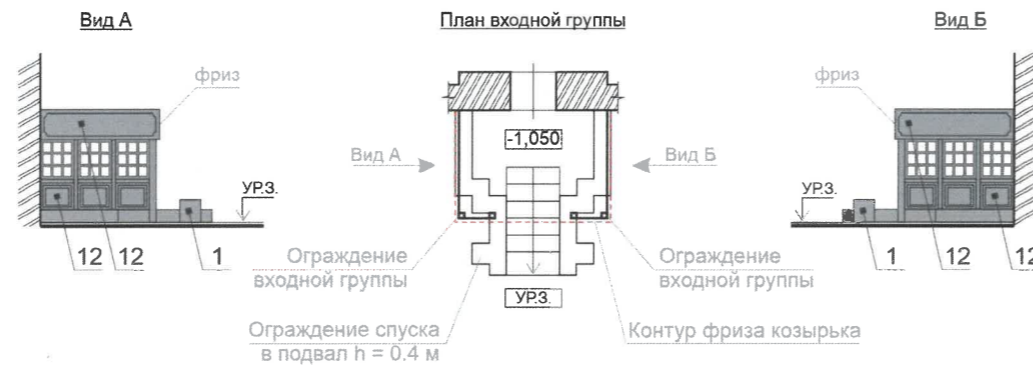 Вид А
План входной группы
Вид Б
фриз
фриз
-1,050
Вид А
Вид Б
УР.З.
УР.З.
12
12
1
Ограждение
входной группы
Ограждение
входной группы
1
12
12
УР.З.
Ограждение спуска
в подвал h = 0.4 м
Контур фриза козырька